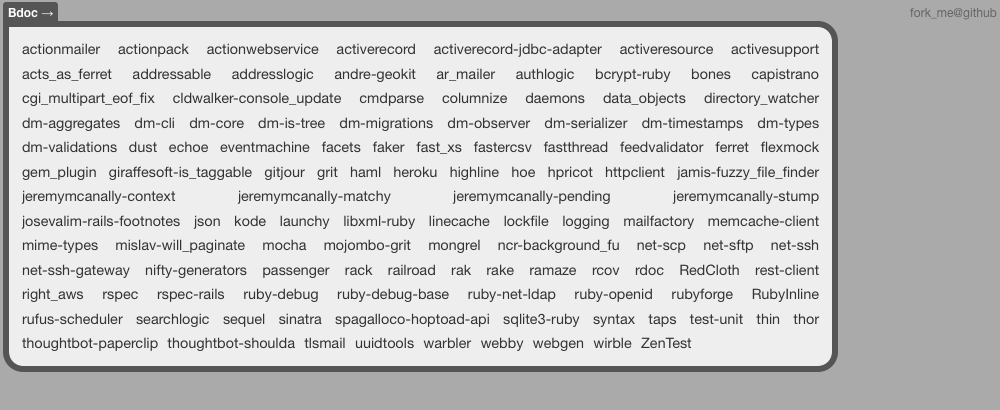 Bdoc → fork_me@github
actionmailer actionpack actionwebservice activerecord activerecord-jdbc-adapter activeresource activesupport
acts_as_ferret addressable addresslogic andre-geokit ar_mailer authlogic bcrypt-ruby bones capistrano
cgi_multipart_eof_fix cldwalker-console_update cmdparse columnize daemons data_objects directory_watcher
dm-aggregates dm-cli dm-core dm-is-tree dm-migrations dm-observer dm-serializer dm-timestamps dm-types
dm-validations dust echoe eventmachine facets faker fast_xs fastercsv fastthread feedvalidator ferret flexmock
gem_plugin giraffesoft-is_taggable gitjour grit haml heroku highline hoe hpricot httpclient jamis-fuzzy_file_finder
jeremymcanally-context jeremymcanally-matchy jeremymcanally-pending jeremymcanally-stump
josevalim-rails-footnotes json kode launchy libxml-ruby linecache lockfile logging mailfactory memcache-client
mime-types mislav-will_paginate mocha mojombo-grit mongrel ncr-background_fu net-scp net-sftp net-ssh
net-ssh-gateway nifty-generators passenger rack railroad rak rake ramaze rcov rdoc RedCloth rest-client
right_aws rspec rspec-rails ruby-debug ruby-debug-base ruby-net-ldap ruby-openid rubyforge RubyInline
rufus-scheduler searchlogic sequel sinatra spagalloco-hoptoad-api sqlite3-ruby syntax taps test-unit thin thor
thoughtbot-paperclip thoughtbot-shoulda tlsmail uuidtools warbler webby webgen wirble ZenTest